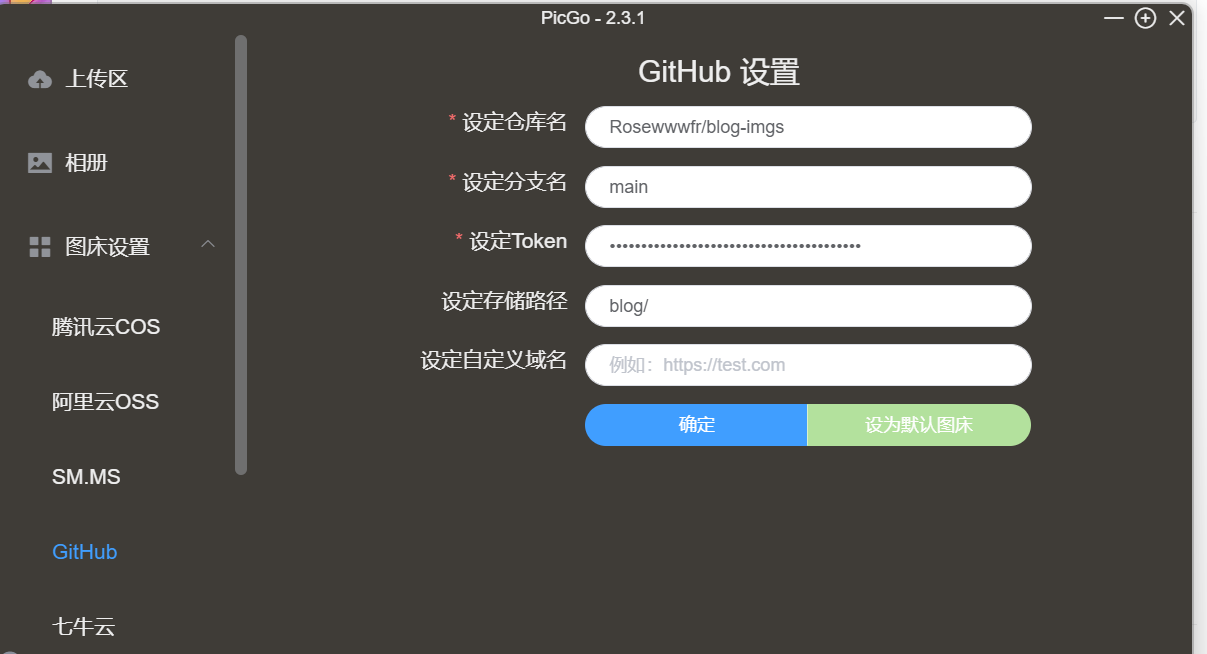 PicGo - 2.3.1
上传区
相册
图床设置
腾讯云COS
阿里云OSS
SM.MS
GitHub
七牛云
GitHub 设置
* 设定仓库名
Rosewwwfr/blog-imgs
* 设定分支名
main
* 设定Token
••••••••••••••••••••••••••••••••••••••••
设定存储路径
blog/
设定自定义域名
例如：https://test.com
确定
设为默认图床